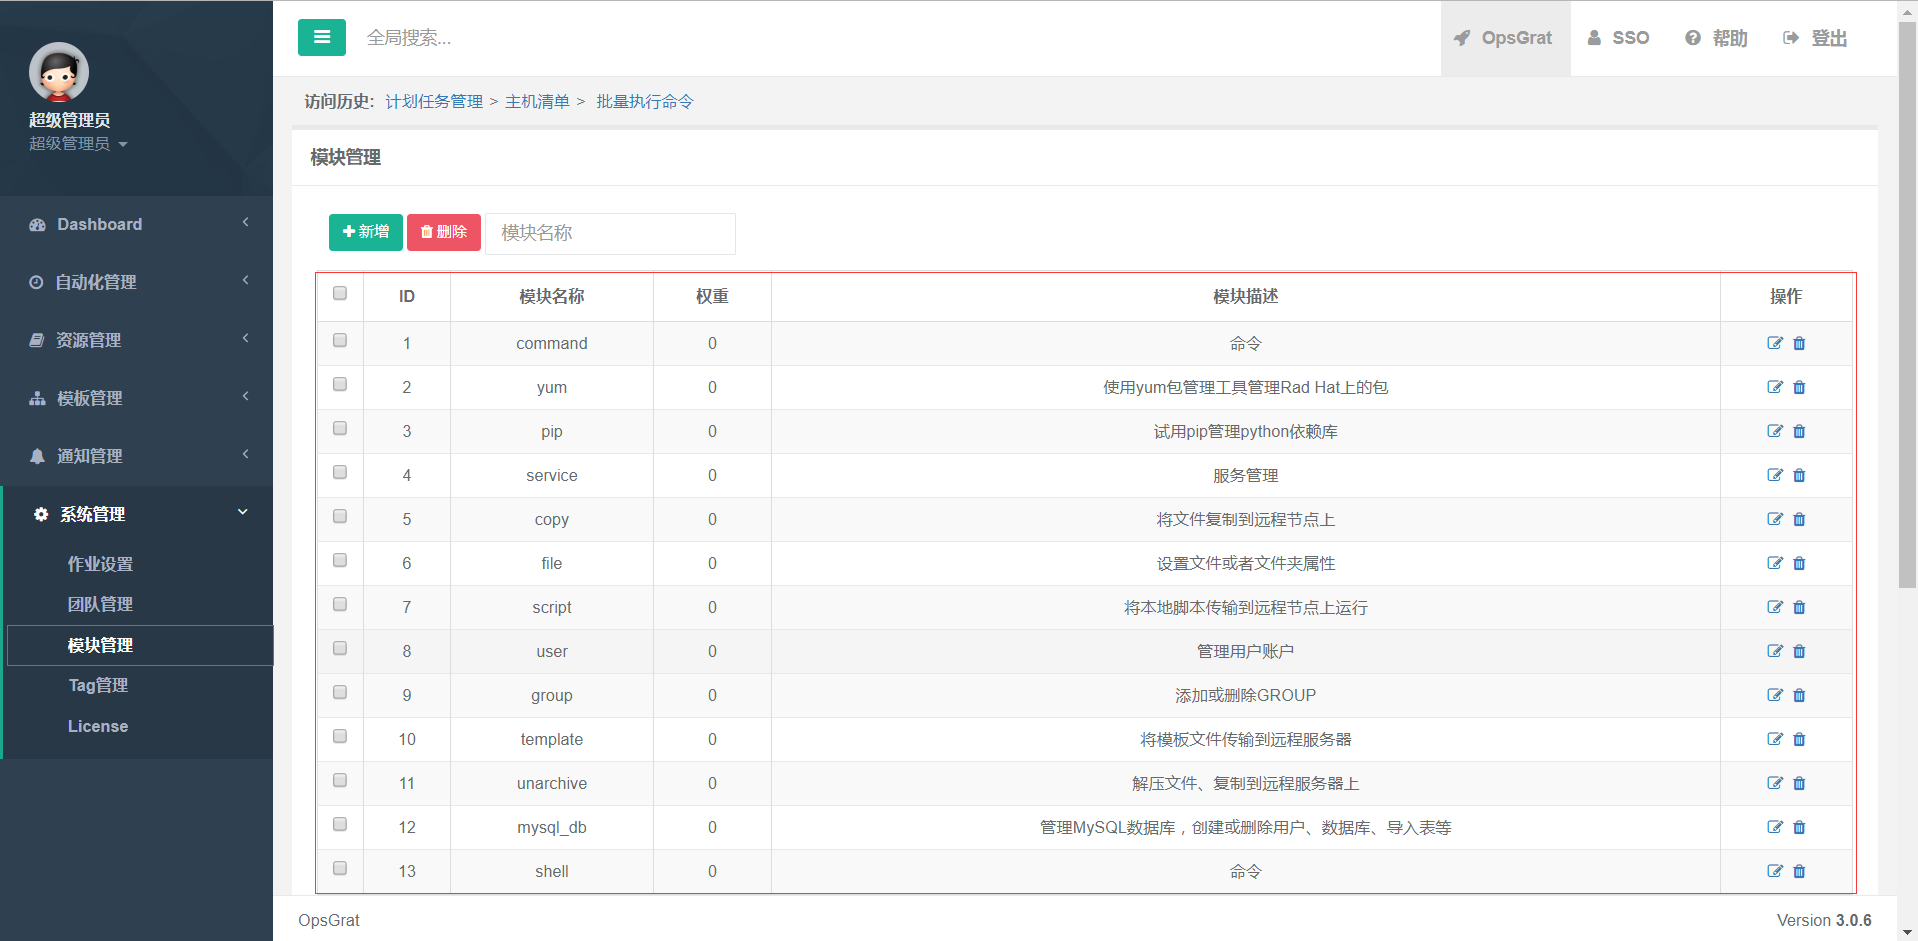 全局搜索...
OpsGrat
SSO
帮助
登出
超级管理员
超级管理员
Dashboard
自动化管理
资源管理
模板管理
通知管理
系统管理
作业设置
团队管理
模块管理
Tag管理
License
访问历史: 计划任务管理 > 主机清单 > 批量执行命令
模块管理
新增 删除 模块名称
ID 模块名称 权重 模块描述 操作
1 command 0 命令
2 yum 0 使用yum包管理工具管理Rad Hat上的包
3 pip 0 试用pip管理python依赖库
4 service 0 服务管理
5 copy 0 将文件复制到远程节点上
6 file 0 设置文件或者文件夹属性
7 script 0 将本地脚本传输到远程节点上运行
8 user 0 管理用户账户
9 group 0 添加或删除GROUP
10 template 0 将模板文件传输到远程服务器
11 unarchive 0 解压文件、复制到远程服务器上
12 mysql_db 0 管理MySQL数据库，创建或删除用户、数据库、导入表等
13 shell 0 命令
OpsGrat
Version 3.0.6